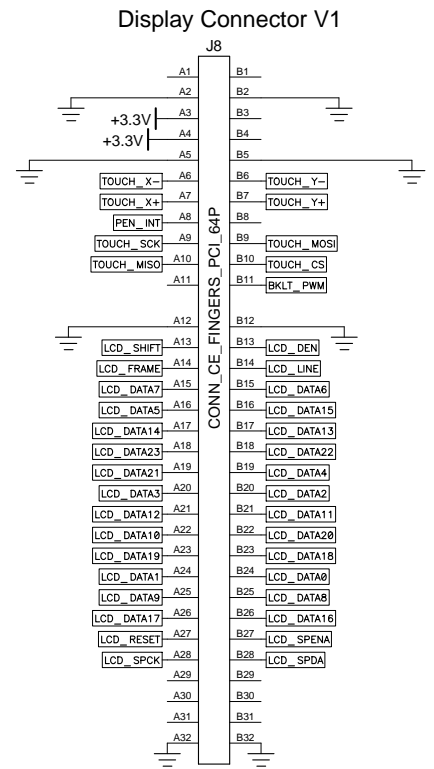 Display Connector V1
J8
A1 B1
A2 B2
+3.3V A3 B3
+3.3V A4 B4
A5 B5
TOUCH_X- A6 B6 TOUCH_Y-
TOUCH_X+ A7 B7 TOUCH_Y+
PEN_INT A8 B8
TOUCH_SCK A9 B9 TOUCH_MOSI
TOUCH_MISO A10 B10 TOUCH_CS
A11 B11 BKLT_PWM
CONN_CE_FINGERS_PCI_64P
A12 B12
LCD_SHIFT A13 B13 LCD_DEN
LCD_FRAME A14 B14 LCD_LINE
LCD_DATA7 A15 B15 LCD_DATA6
LCD_DATA5 A16 B16 LCD_DATA15
LCD_DATA14 A17 B17 LCD_DATA13
LCD_DATA23 A18 B18 LCD_DATA22
LCD_DATA21 A19 B19 LCD_DATA4
LCD_DATA3 A20 B20 LCD_DATA2
LCD_DATA12 A21 B21 LCD_DATA11
LCD_DATA10 A22 B22 LCD_DATA20
LCD_DATA19 A23 B23 LCD_DATA18
LCD_DATA1 A24 B24 LCD_DATA0
LCD_DATA9 A25 B25 LCD_DATA8
LCD_DATA17 A26 B26 LCD_DATA16
LCD_RESET A27 B27 LCD_SPENA
LCD_SPCK A28 B28 LCD_SPDA
A29 B29
A30 B30
A31 B31
A32 B32